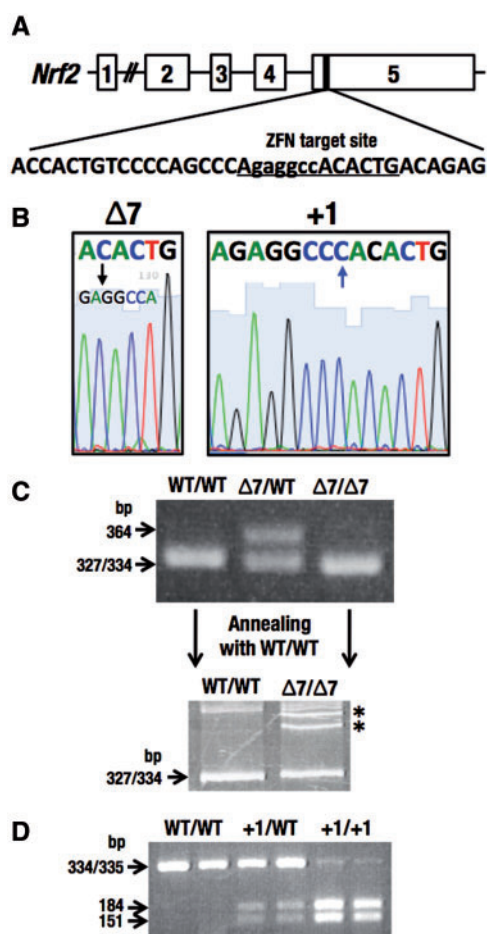 A
Nrf2 1 // 2 3 4 5
ZFN target site
ACCACTGTCCCCAGCCCAgaggccACACTGACAGAG
B
Δ7 +1
ACACTG AGAGGCCCACACTG
130
GAGGCCA
C
WT/WT Δ7/WT Δ7/Δ7
bp
364
327/334
Annealing
with WT/WT
WT/WT Δ7/Δ7
*
*
bp
327/334
D
WT/WT +1/WT +1/+1
bp
334/335
184
151